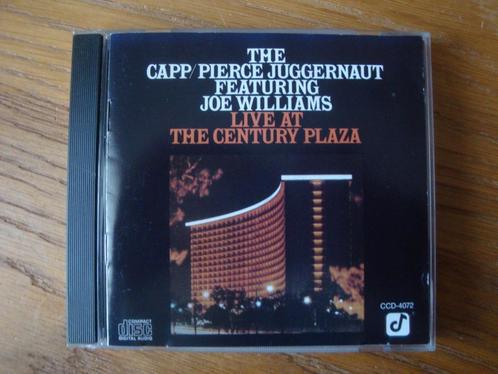 THE
CAPP/PIERCE JUGGERNAUT
FEATURING
JOE WILLIAMS
LIVE AT
THE CENTURY PLAZA
CCD-4072
COMPACT
disc
DIGITAL AUDIO